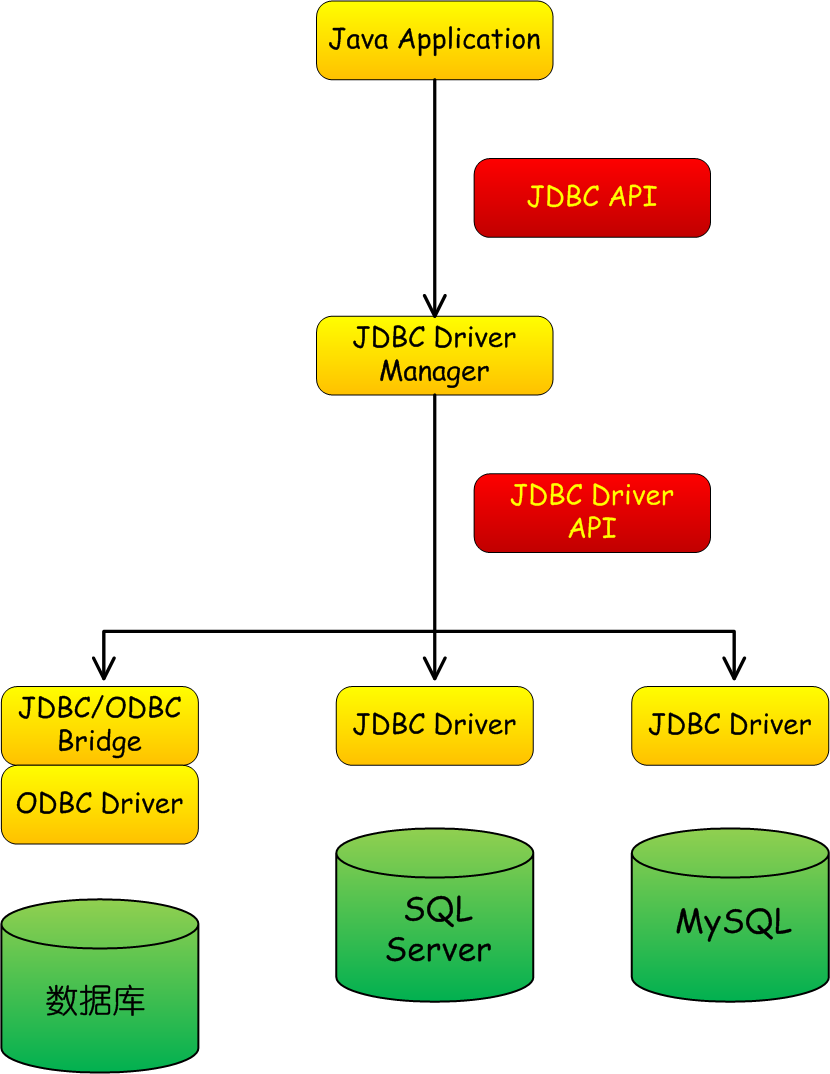 Java Application
JDBC API
JDBC Driver
Manager
JDBC Driver
API
JDBC/ODBC
Bridge
ODBC Driver
JDBC Driver
JDBC Driver
数据库
SQL
Server
MySQL